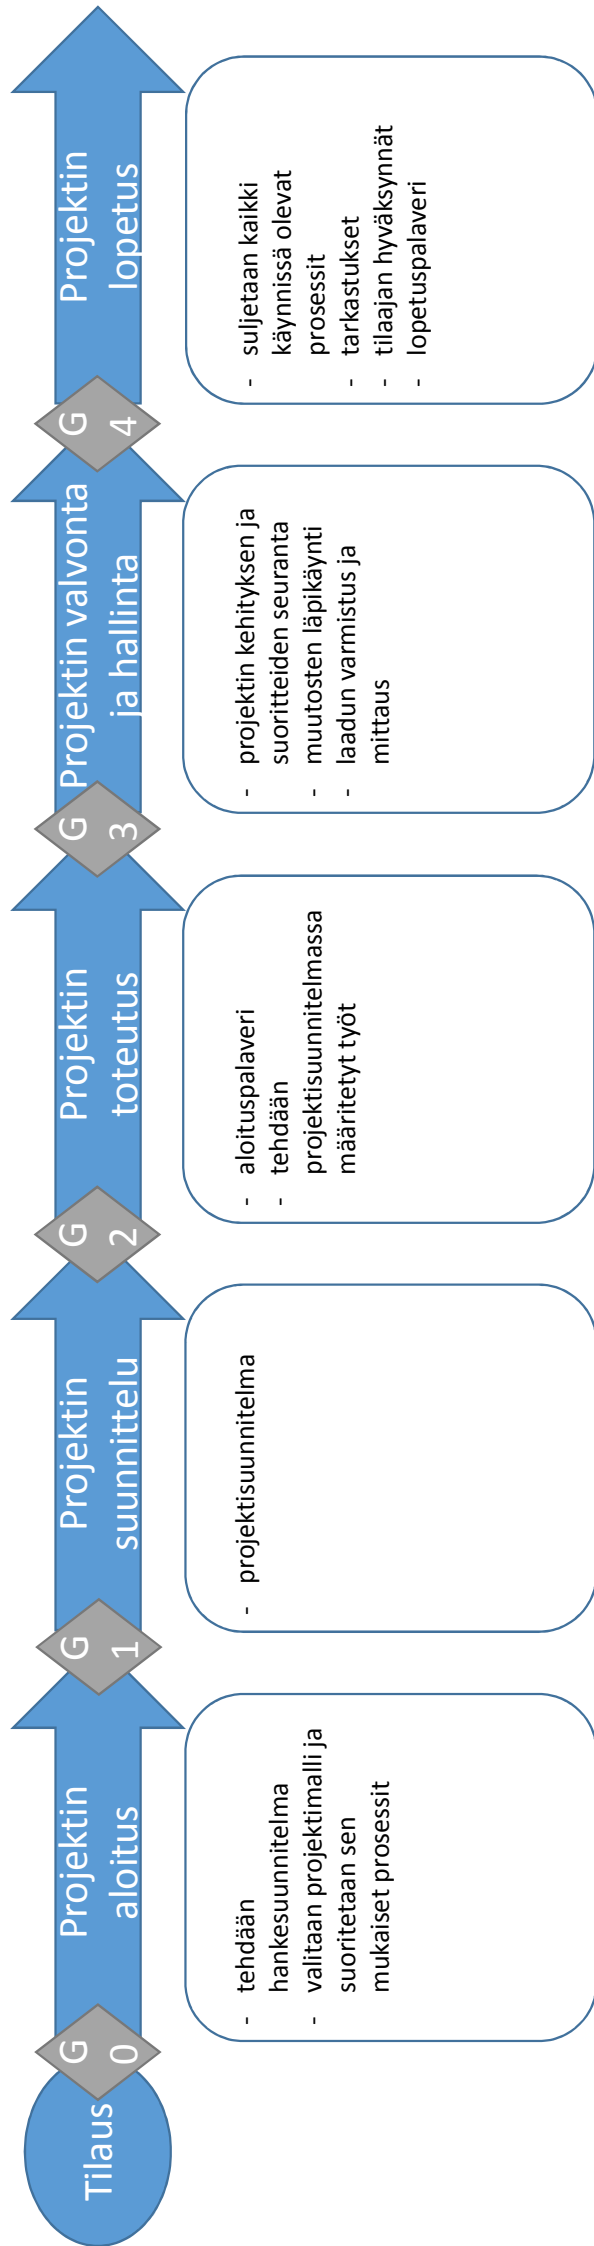 Tilaus
G
0
Projektin
aloitus
G
1
Projektin
suunnittelu
G
2
Projektin
toteutus
G
3
Projektin valvonta
ja hallinta
G
4
Projektin
lopetus
- tehdään
hankesuunnitelma
- valitaan projektimalli ja
suoritetaan sen
mukaiset prosessit
- projektisuunnitelma
- aloituspalaveri
- tehdään
projektisuunnitelmassa
määritetyt työt
- projektin kehityksen ja
suoritteiden seuranta
- muutosten läpikäynti
- laadun varmistus ja
mittaus
- suljetaan kaikki
käynnissä olevat
prosessit
- tarkastukset
- tilaajan hyväksynnät
- lopetuspalaveri